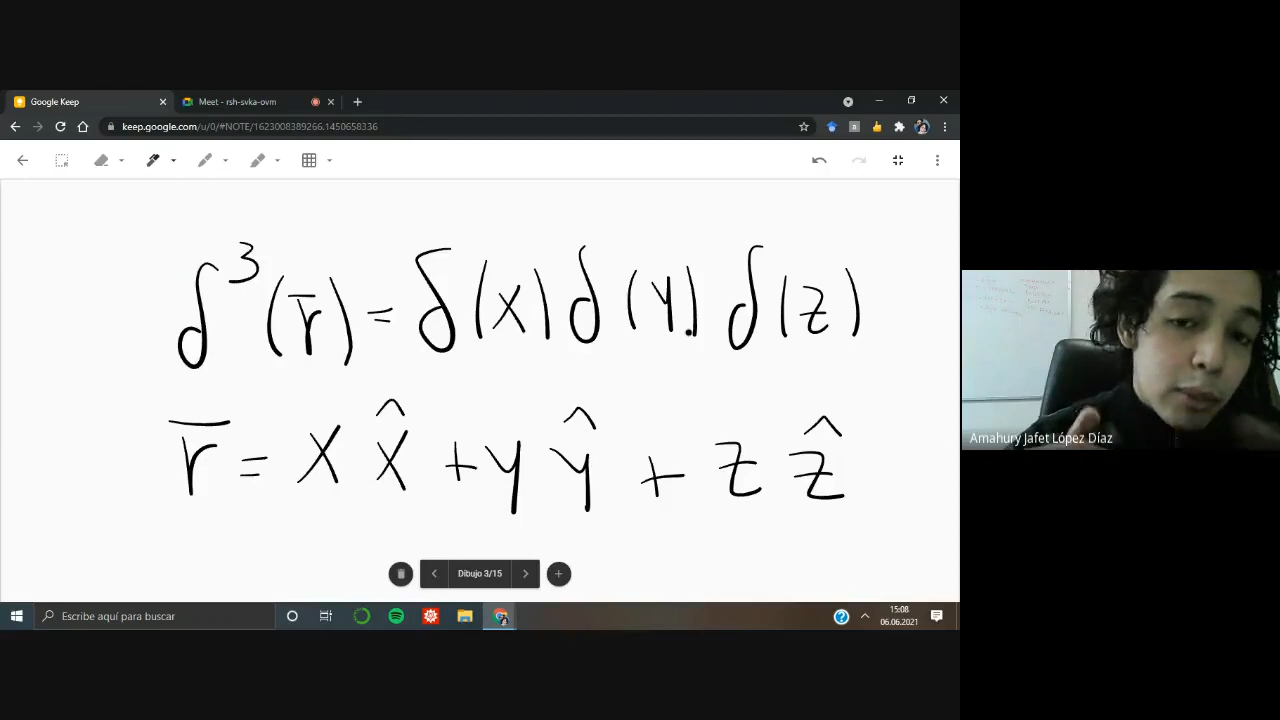 Google Keep
Meet - rsh-svka-ovm
keep.google.com/u/0/#NOTE/1623008389266.1450658336
δ³(r̅)=δ(x)δ(y)δ(z)
r̅ = x x̂ + y ŷ + z ẑ
Amahury Jafet López Díaz
Dibujo 3/15
Escribe aquí para buscar
15:08
06.06.2021